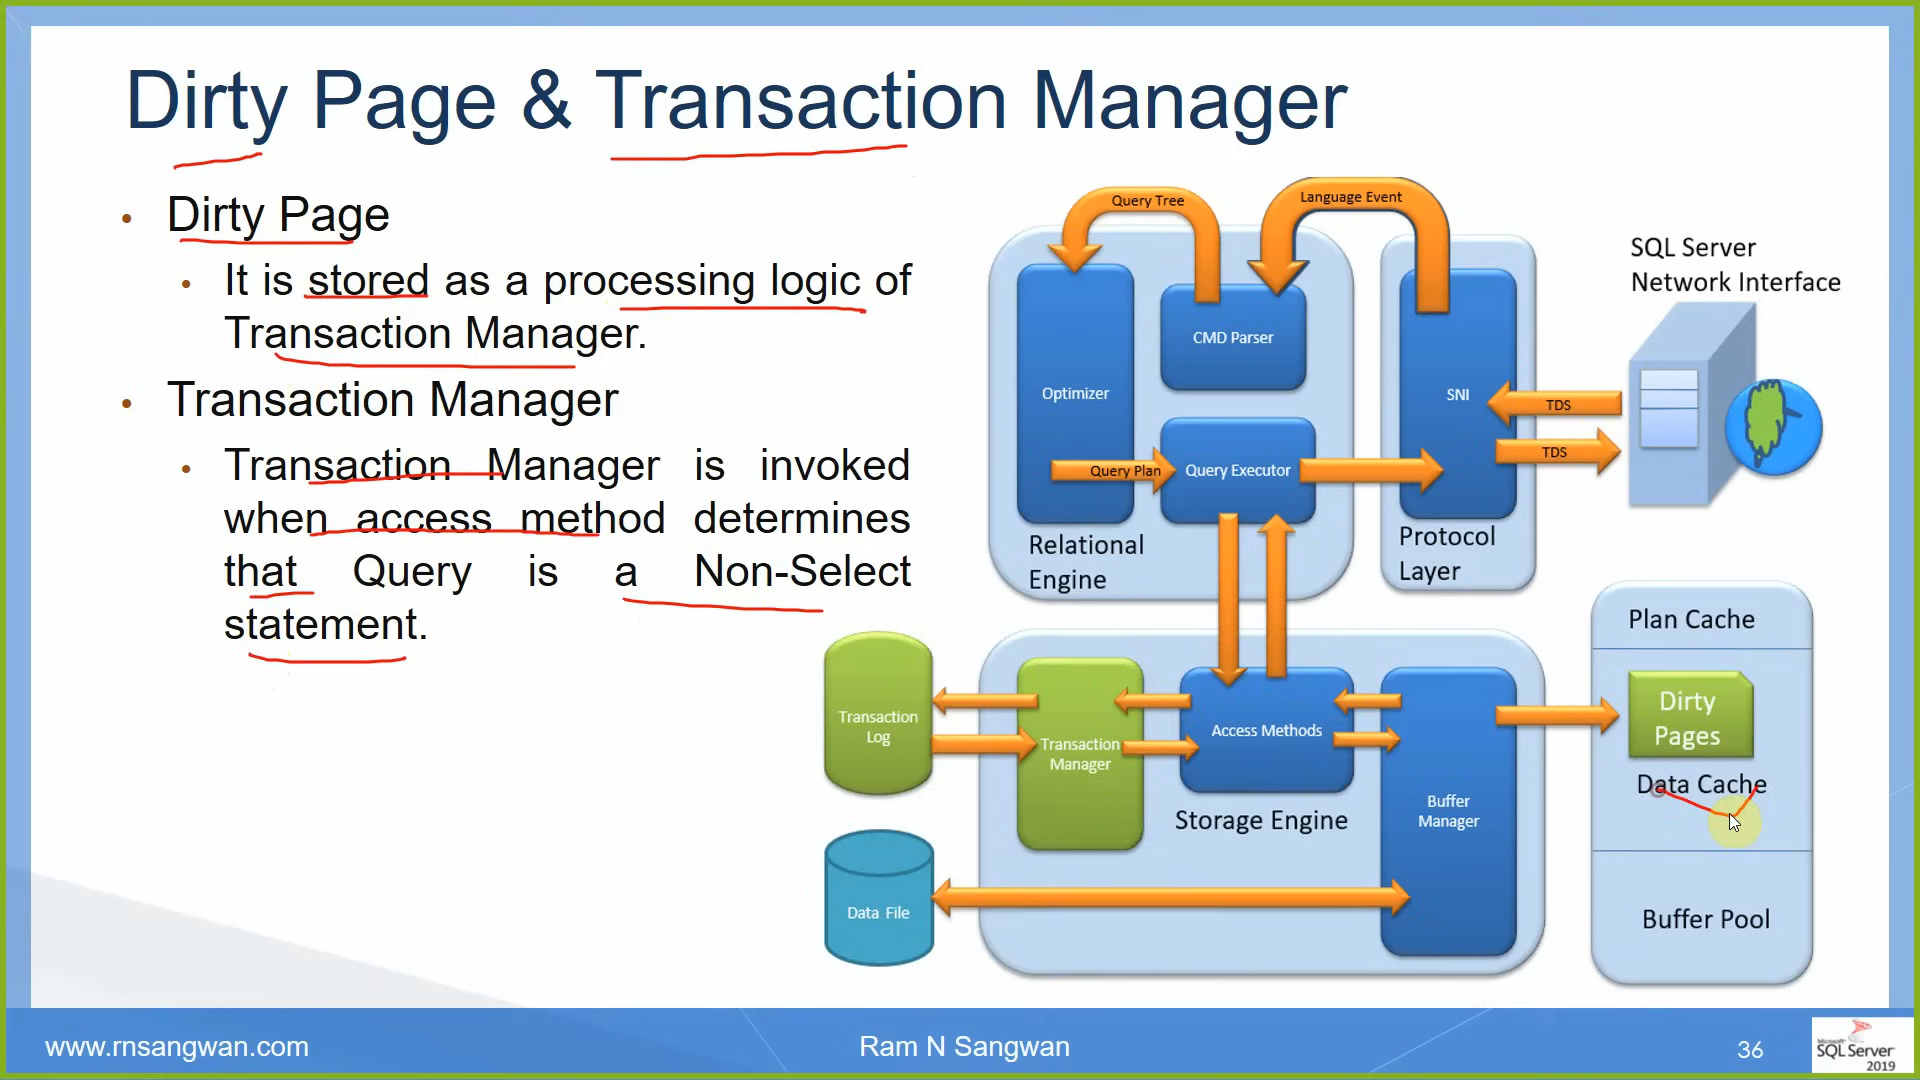 Dirty Page & Transaction Manager
Dirty Page
It is stored as a processing logic of
Transaction Manager.
Transaction Manager
Transaction Manager is invoked
when access method determines
that Query is a Non-Select
statement.
Query Tree
Language Event
SQL Server
Network Interface
CMD Parser
Optimizer
SNI
TDS
TDS
Query Plan
Query Executor
Relational
Engine
Protocol
Layer
Plan Cache
Dirty
Pages
Data Cache
Buffer Pool
Transaction
Log
Transaction
Manager
Access Methods
Buffer
Manager
Storage Engine
Data File
www.rnsangwan.com
Ram N Sangwan
36
Microsoft
SQL Server
2019